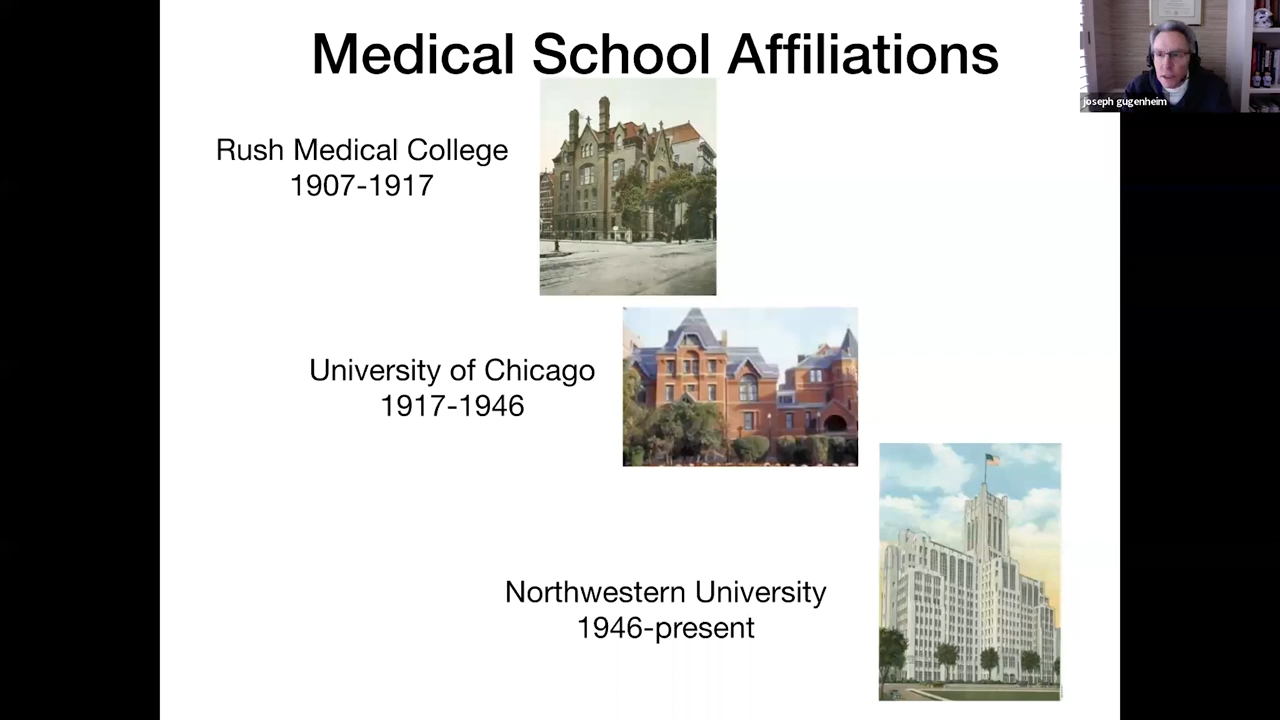 Medical School Affiliations
joseph gugenheim
Rush Medical College
1907-1917
University of Chicago
1917-1946
Northwestern University
1946-present